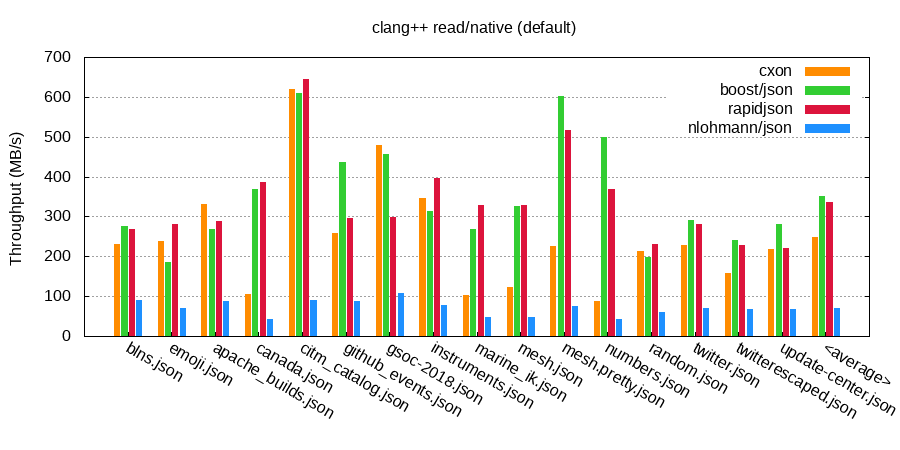 clang++ read/native (default)
Throughput (MB/s)
700
600
500
400
300
200
100
0
cxon
boost/json
rapidjson
nlohmann/json
blns.json
emoji.json
apache_builds.json
canada.json
citm_catalog.json
github_events.json
gsoc-2018.json
instruments.json
marine_ik.json
mesh.json
mesh.pretty.json
numbers.json
random.json
twitter.json
twitterescaped.json
update-center.json
<average>